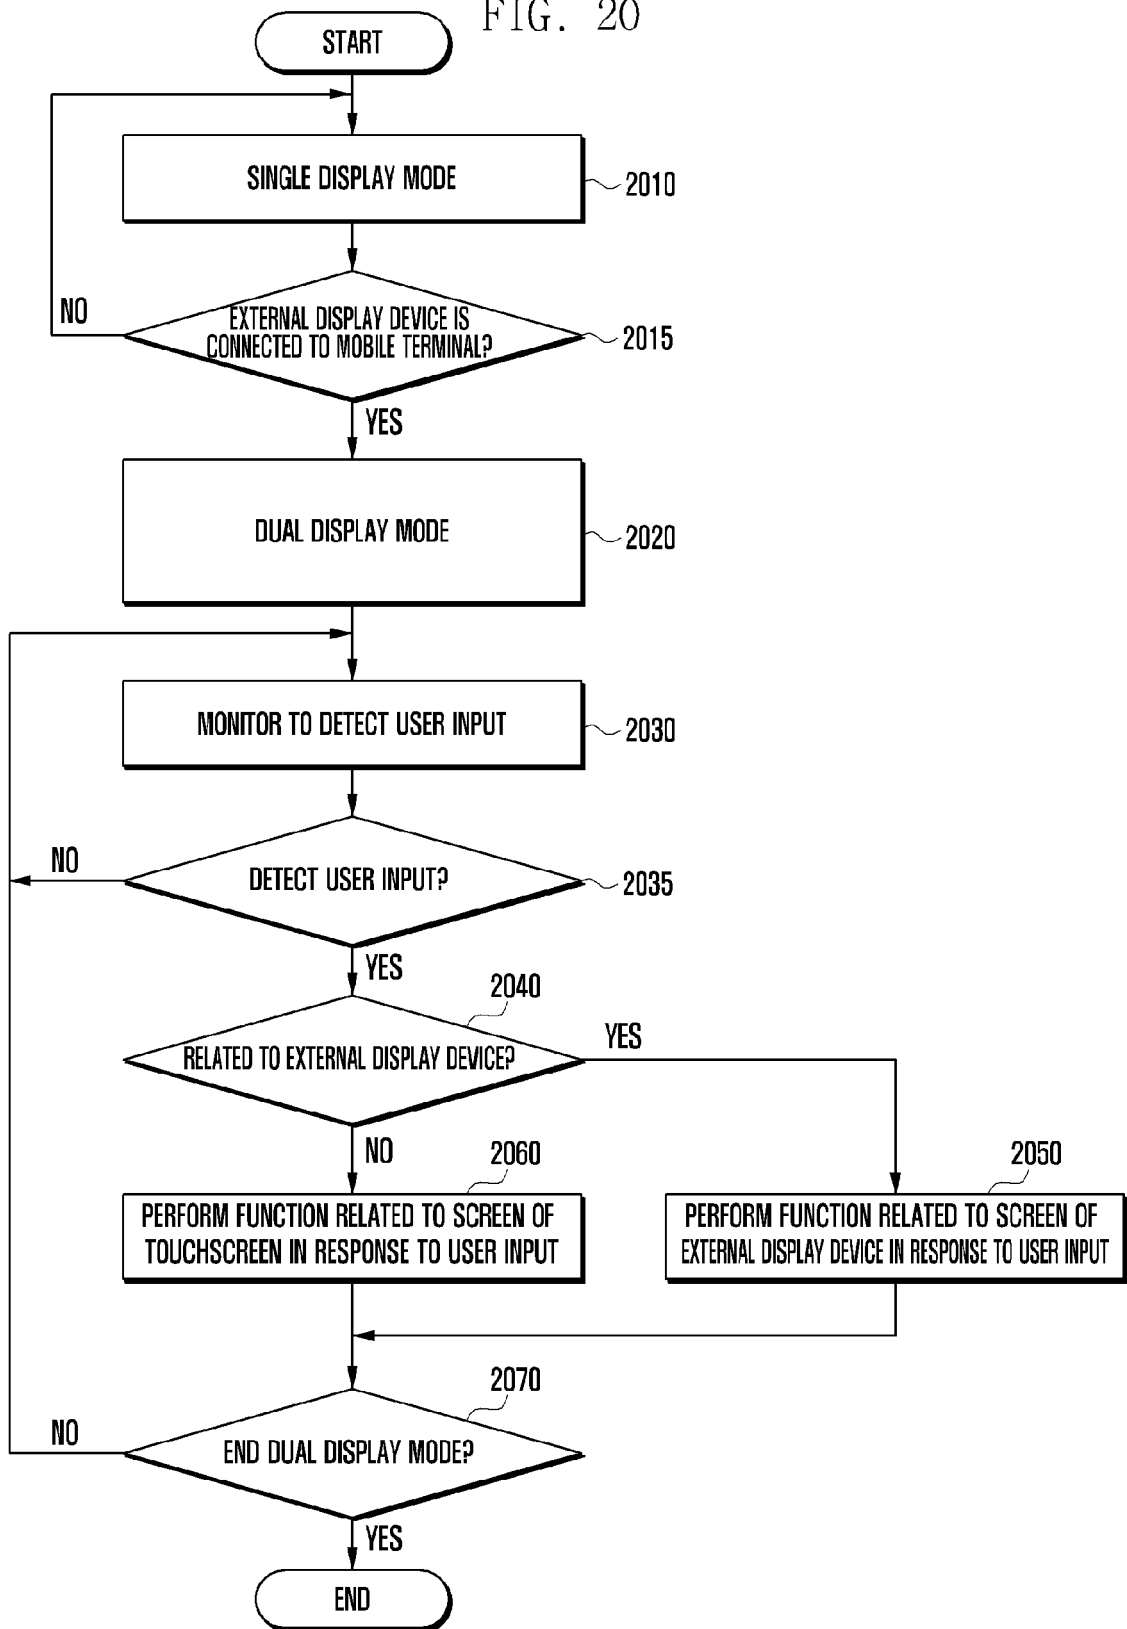 FIG. 20
START
SINGLE DISPLAY MODE
2010
EXTERNAL DISPLAY DEVICE IS
CONNECTED TO MOBILE TERMINAL?
2015
NO
YES
DUAL DISPLAY MODE
2020
MONITOR TO DETECT USER INPUT
2030
NO
DETECT USER INPUT?
2035
YES
2040
RELATED TO EXTERNAL DISPLAY DEVICE?
YES
NO
2060
PERFORM FUNCTION RELATED TO SCREEN OF
TOUCHSCREEN IN RESPONSE TO USER INPUT
2050
PERFORM FUNCTION RELATED TO SCREEN OF
EXTERNAL DISPLAY DEVICE IN RESPONSE TO USER INPUT
2070
NO
END DUAL DISPLAY MODE?
YES
END